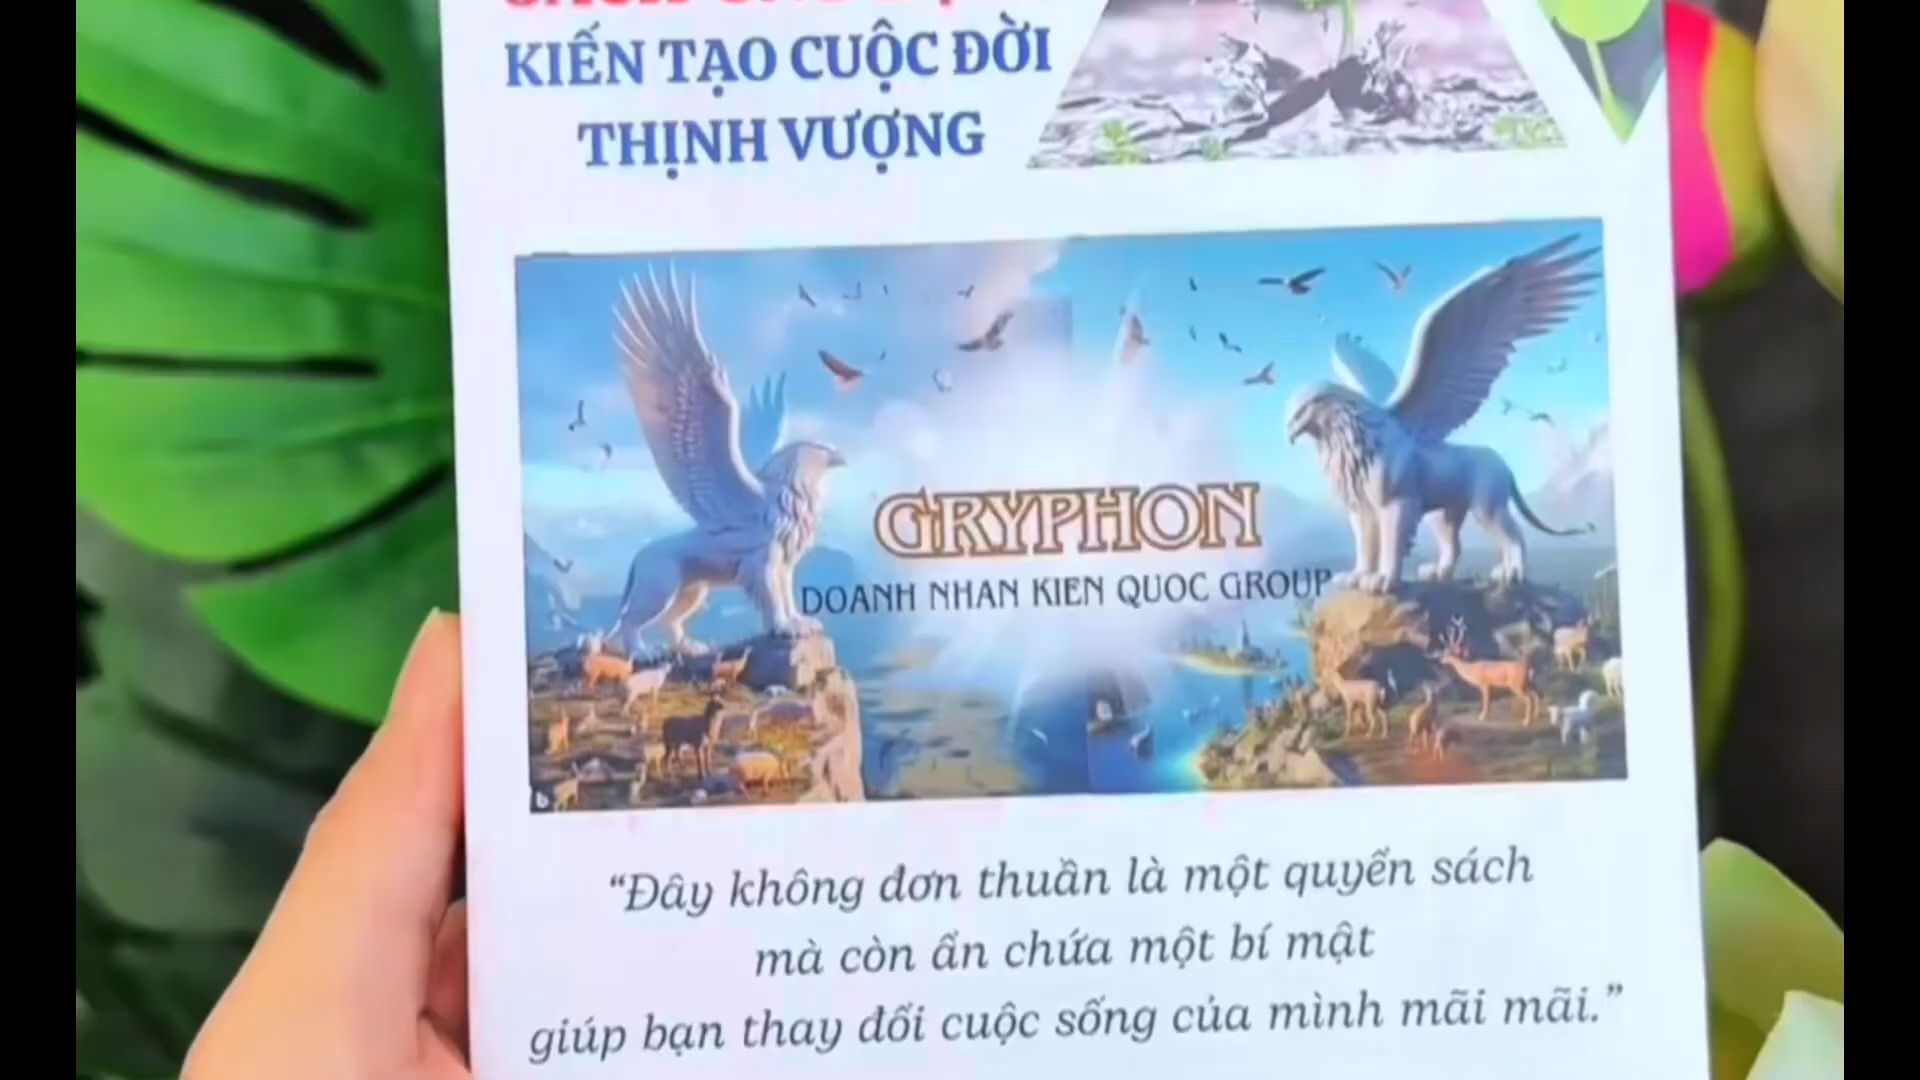 KIẾN TẠO CUỘC ĐỜI
THỊNH VƯỢNG
GRYPHON
DOANH NHAN KIEN QUOC GROUP
“Đây không đơn thuần là một quyển sách
mà còn ẩn chứa một bí mật
giúp bạn thay đổi cuộc sống của mình mãi mãi.”